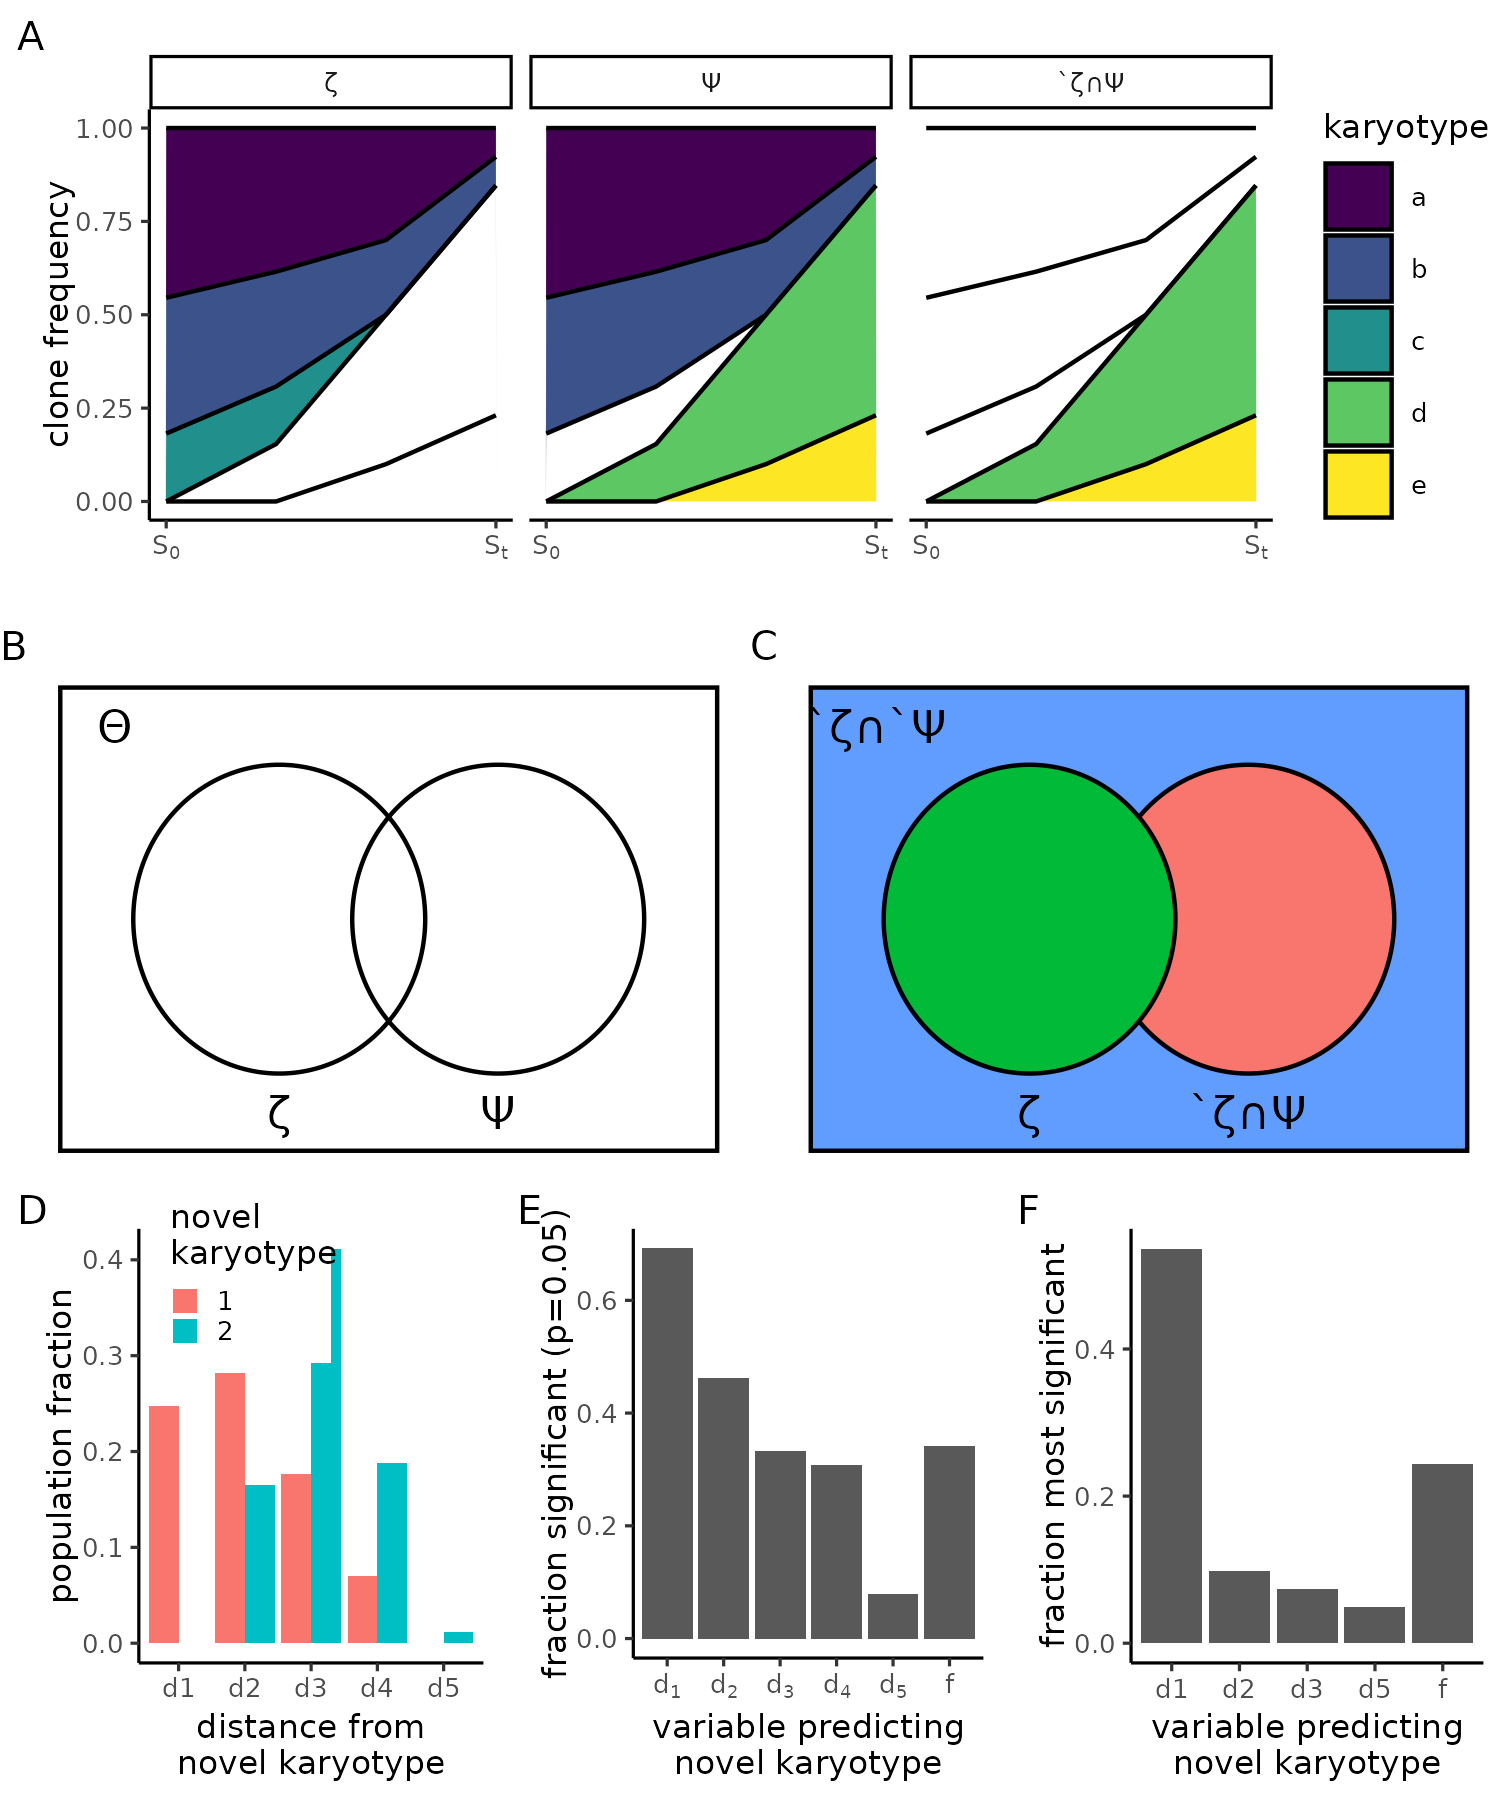 A
ζ
Ψ
`ζ∩Ψ
karyotype
a
b
c
d
e
clone frequency
1.00
0.75
0.50
0.25
0.00
S₀
Sₜ
S₀
Sₜ
S₀
Sₜ
B
Θ
ζ
Ψ
C
`ζ∩`Ψ
ζ
`ζ∩Ψ
D
novel
karyotype
1
2
population fraction
0.4
0.3
0.2
0.1
0.0
d1
d2
d3
d4
d5
distance from
novel karyotype
E
fraction significant (p=0.05)
0.6
0.4
0.2
0.0
d₁
d₂
d₃
d₄
d₅
f
variable predicting
novel karyotype
F
fraction most significant
0.4
0.2
0.0
d1
d2
d3
d5
f
variable predicting
novel karyotype